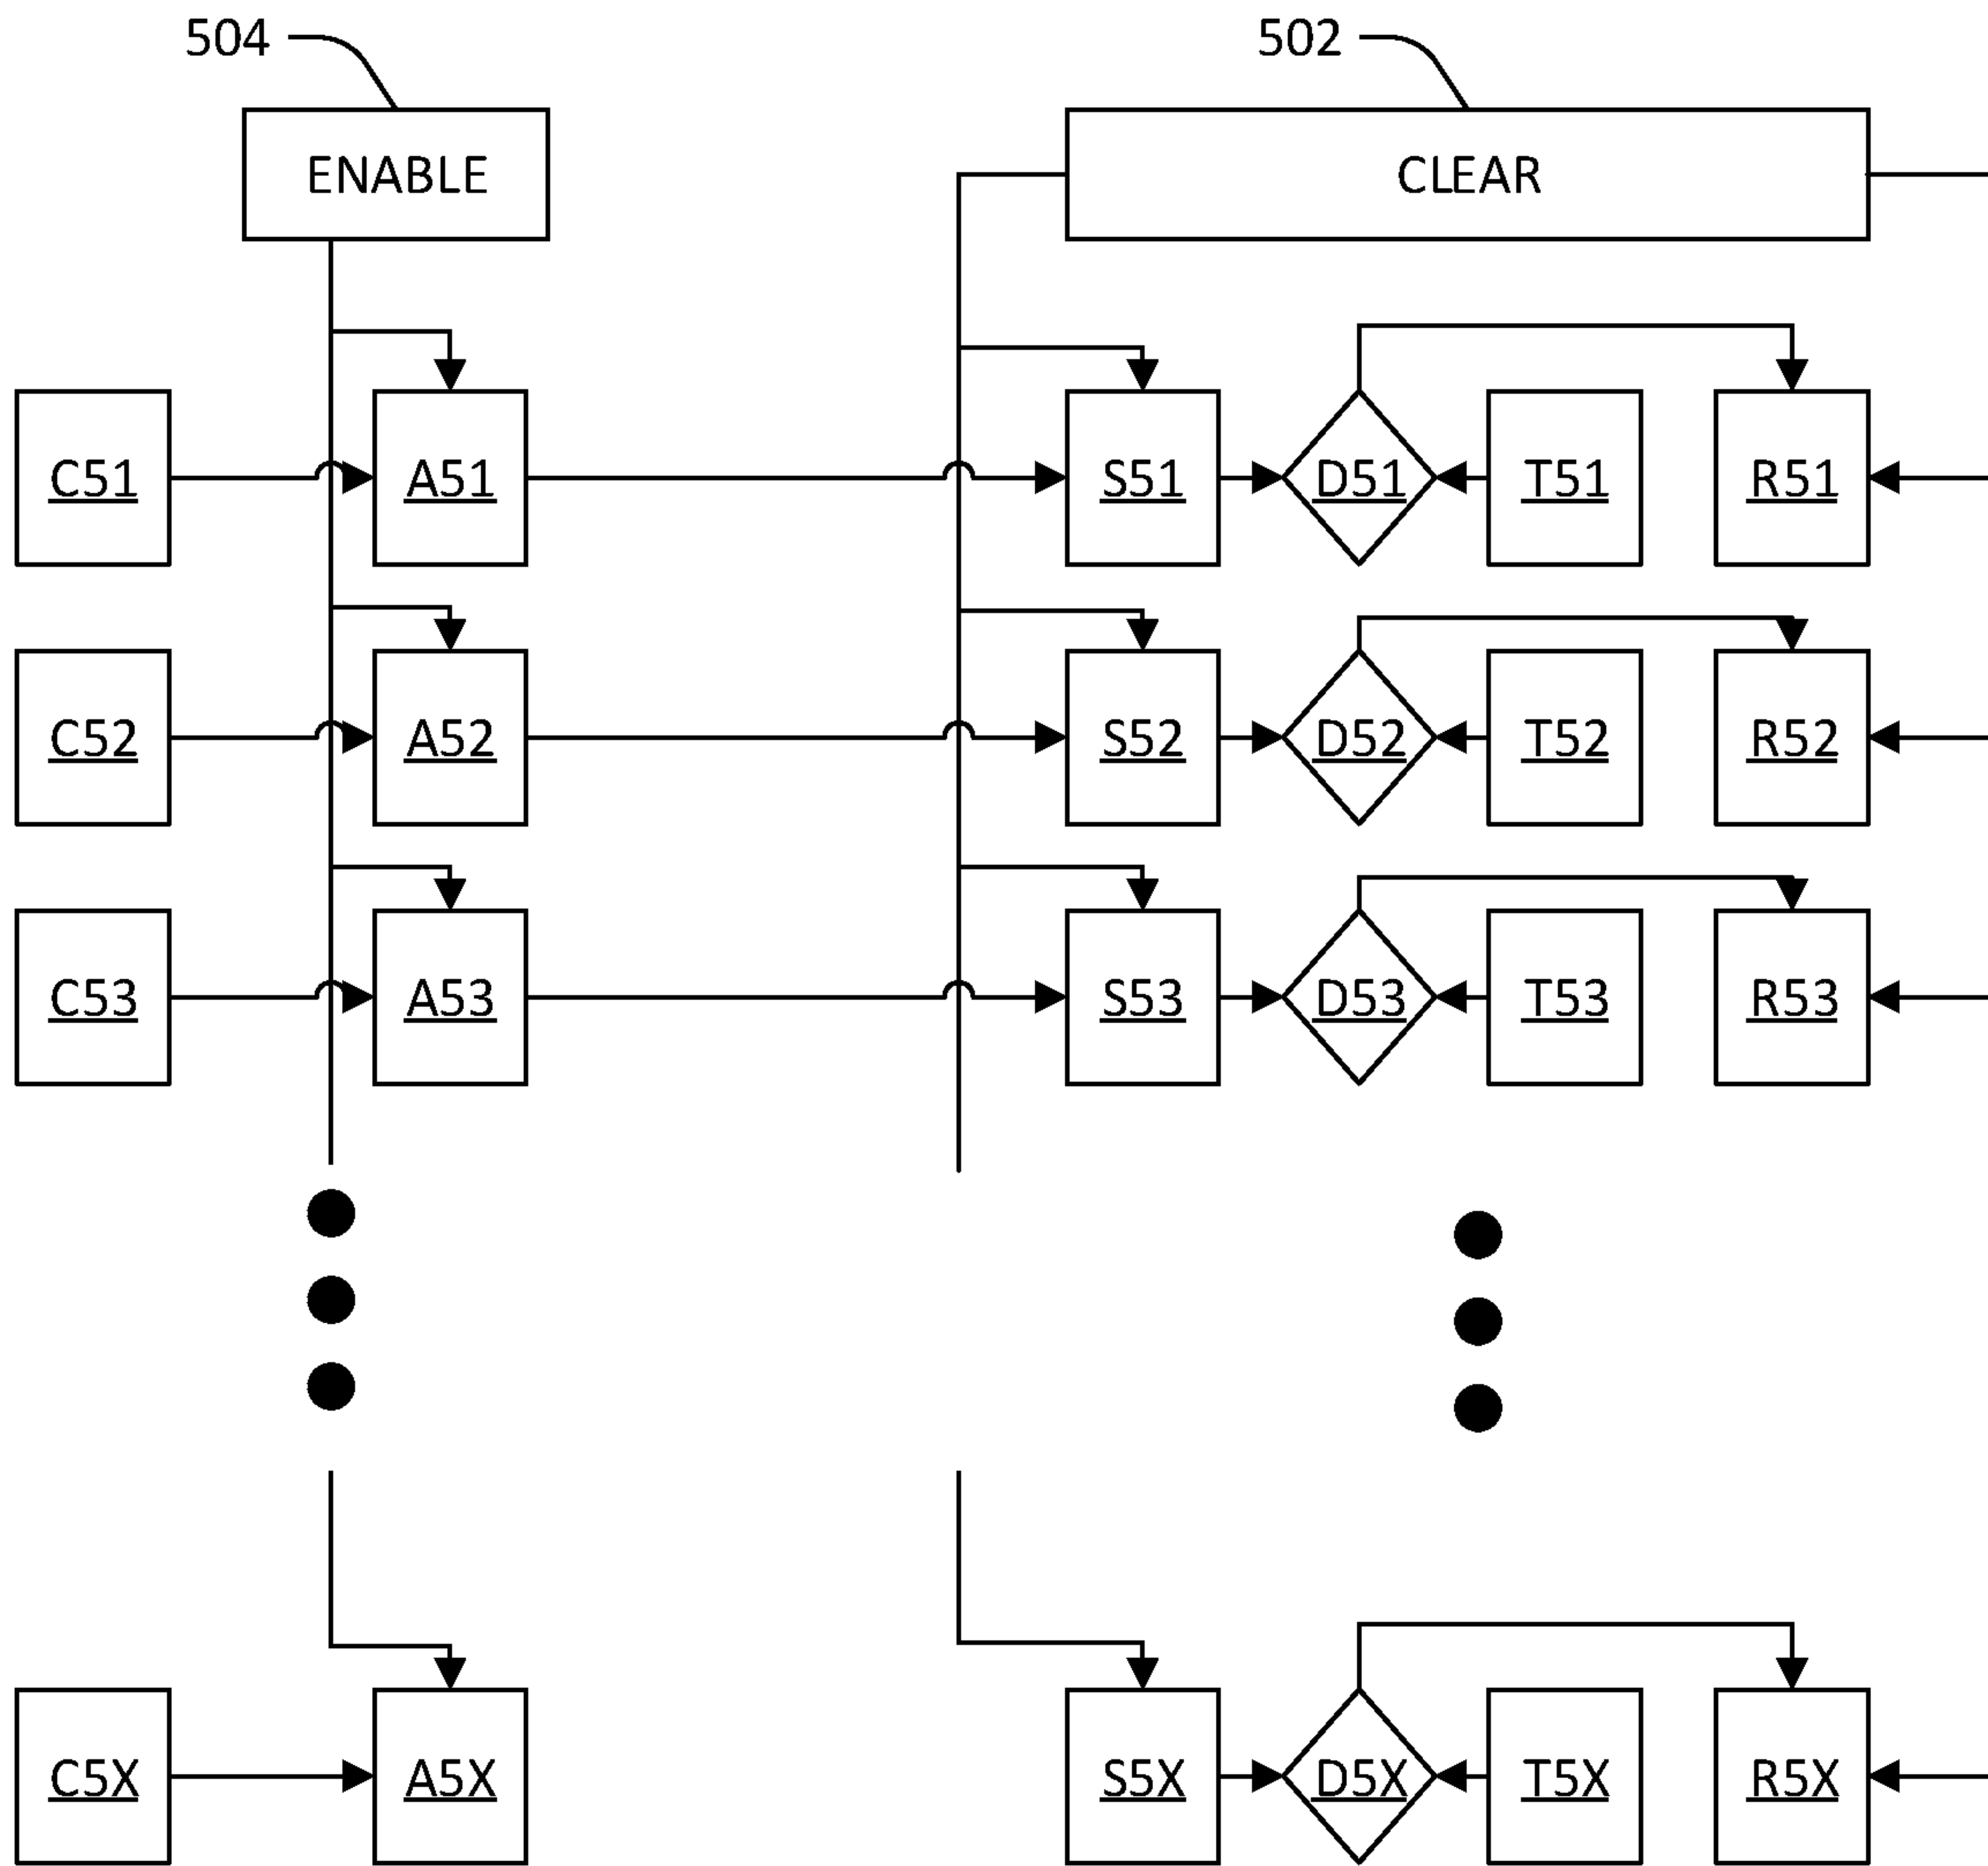 504
502
ENABLE
CLEAR
C51
A51
S51
D51
T51
R51
C52
A52
S52
D52
T52
R52
C53
A53
S53
D53
T53
R53
C5X
A5X
S5X
D5X
T5X
R5X